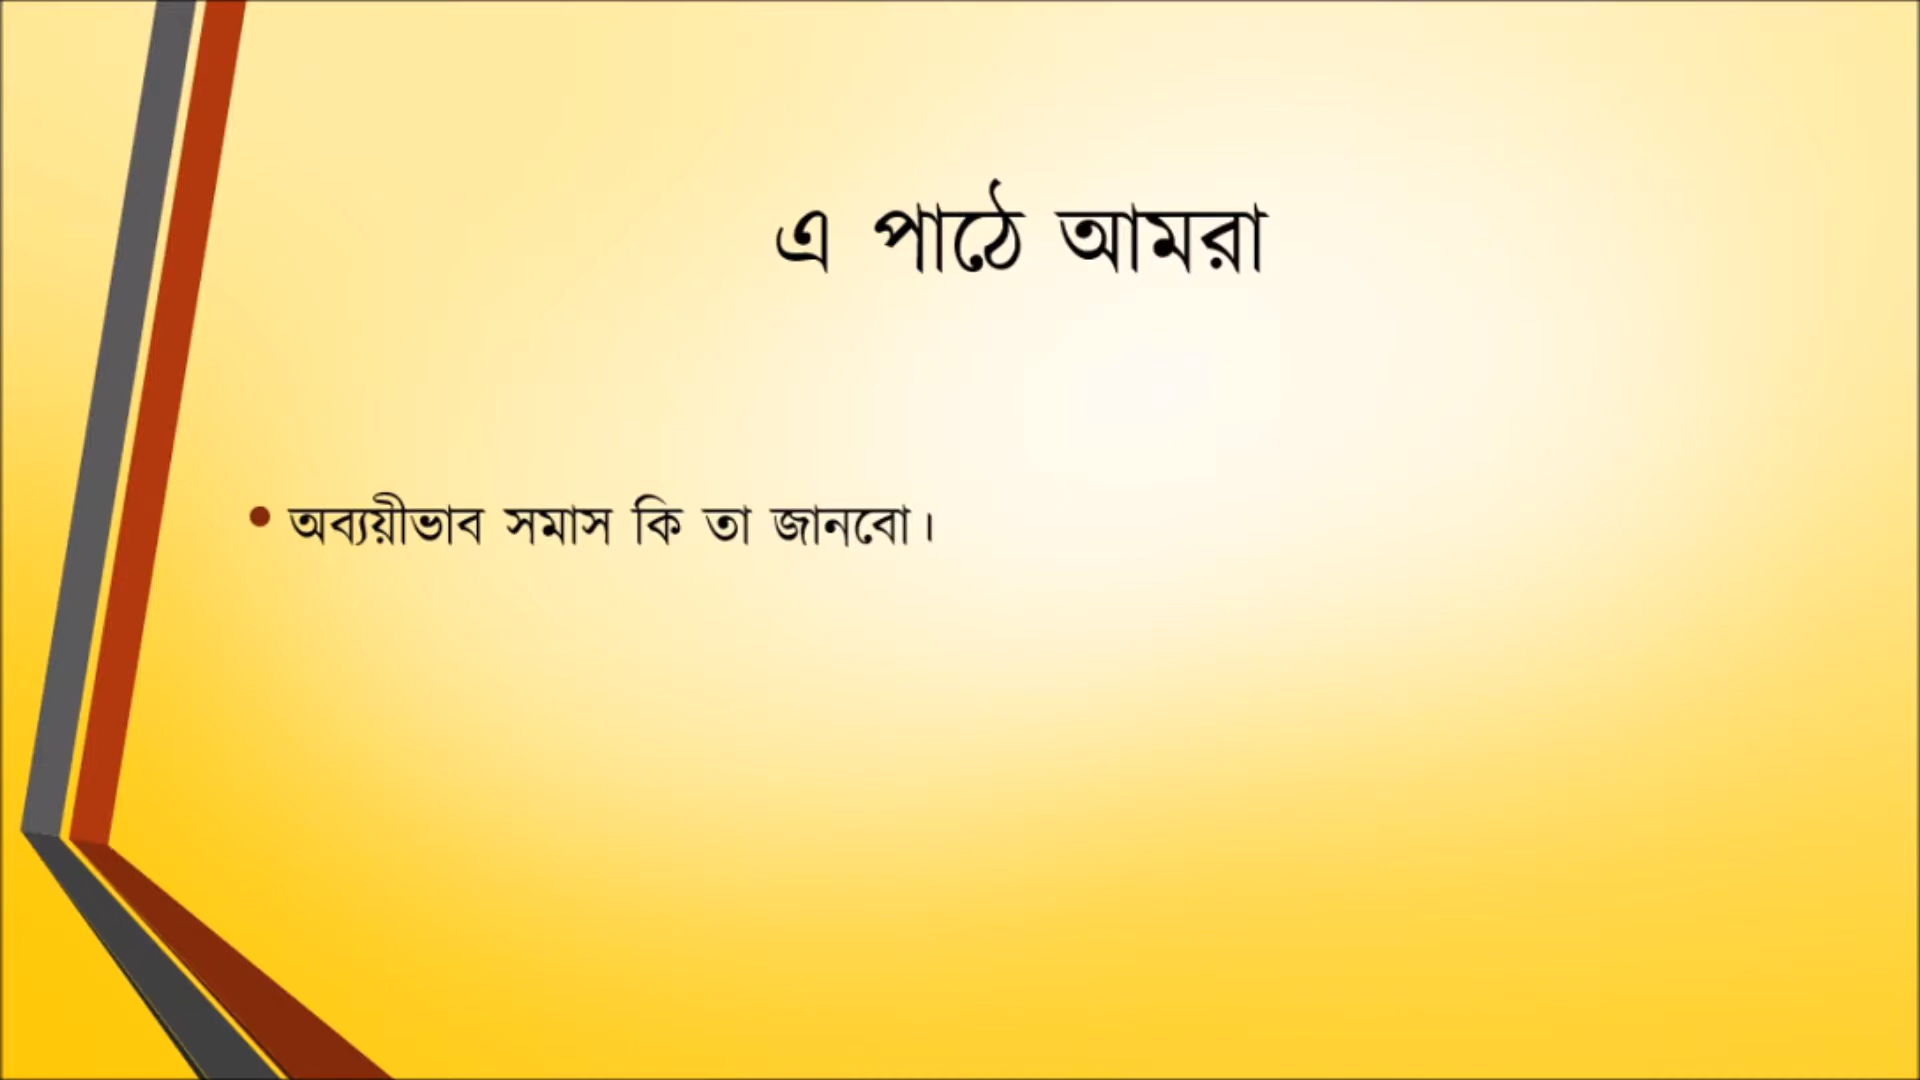 এ পাঠে আমরা
• অব্যয়ীভাব সমাস কি তা জানবো।